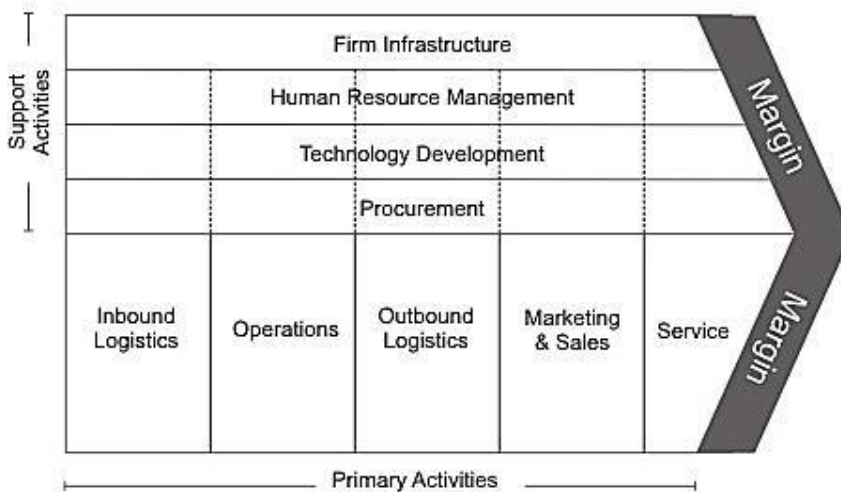 Support
Activities
Firm Infrastructure
Human Resource Management
Technology Development
Procurement
Margin
Inbound
Logistics
Operations
Outbound
Logistics
Marketing
& Sales
Service
Margin
Primary Activities